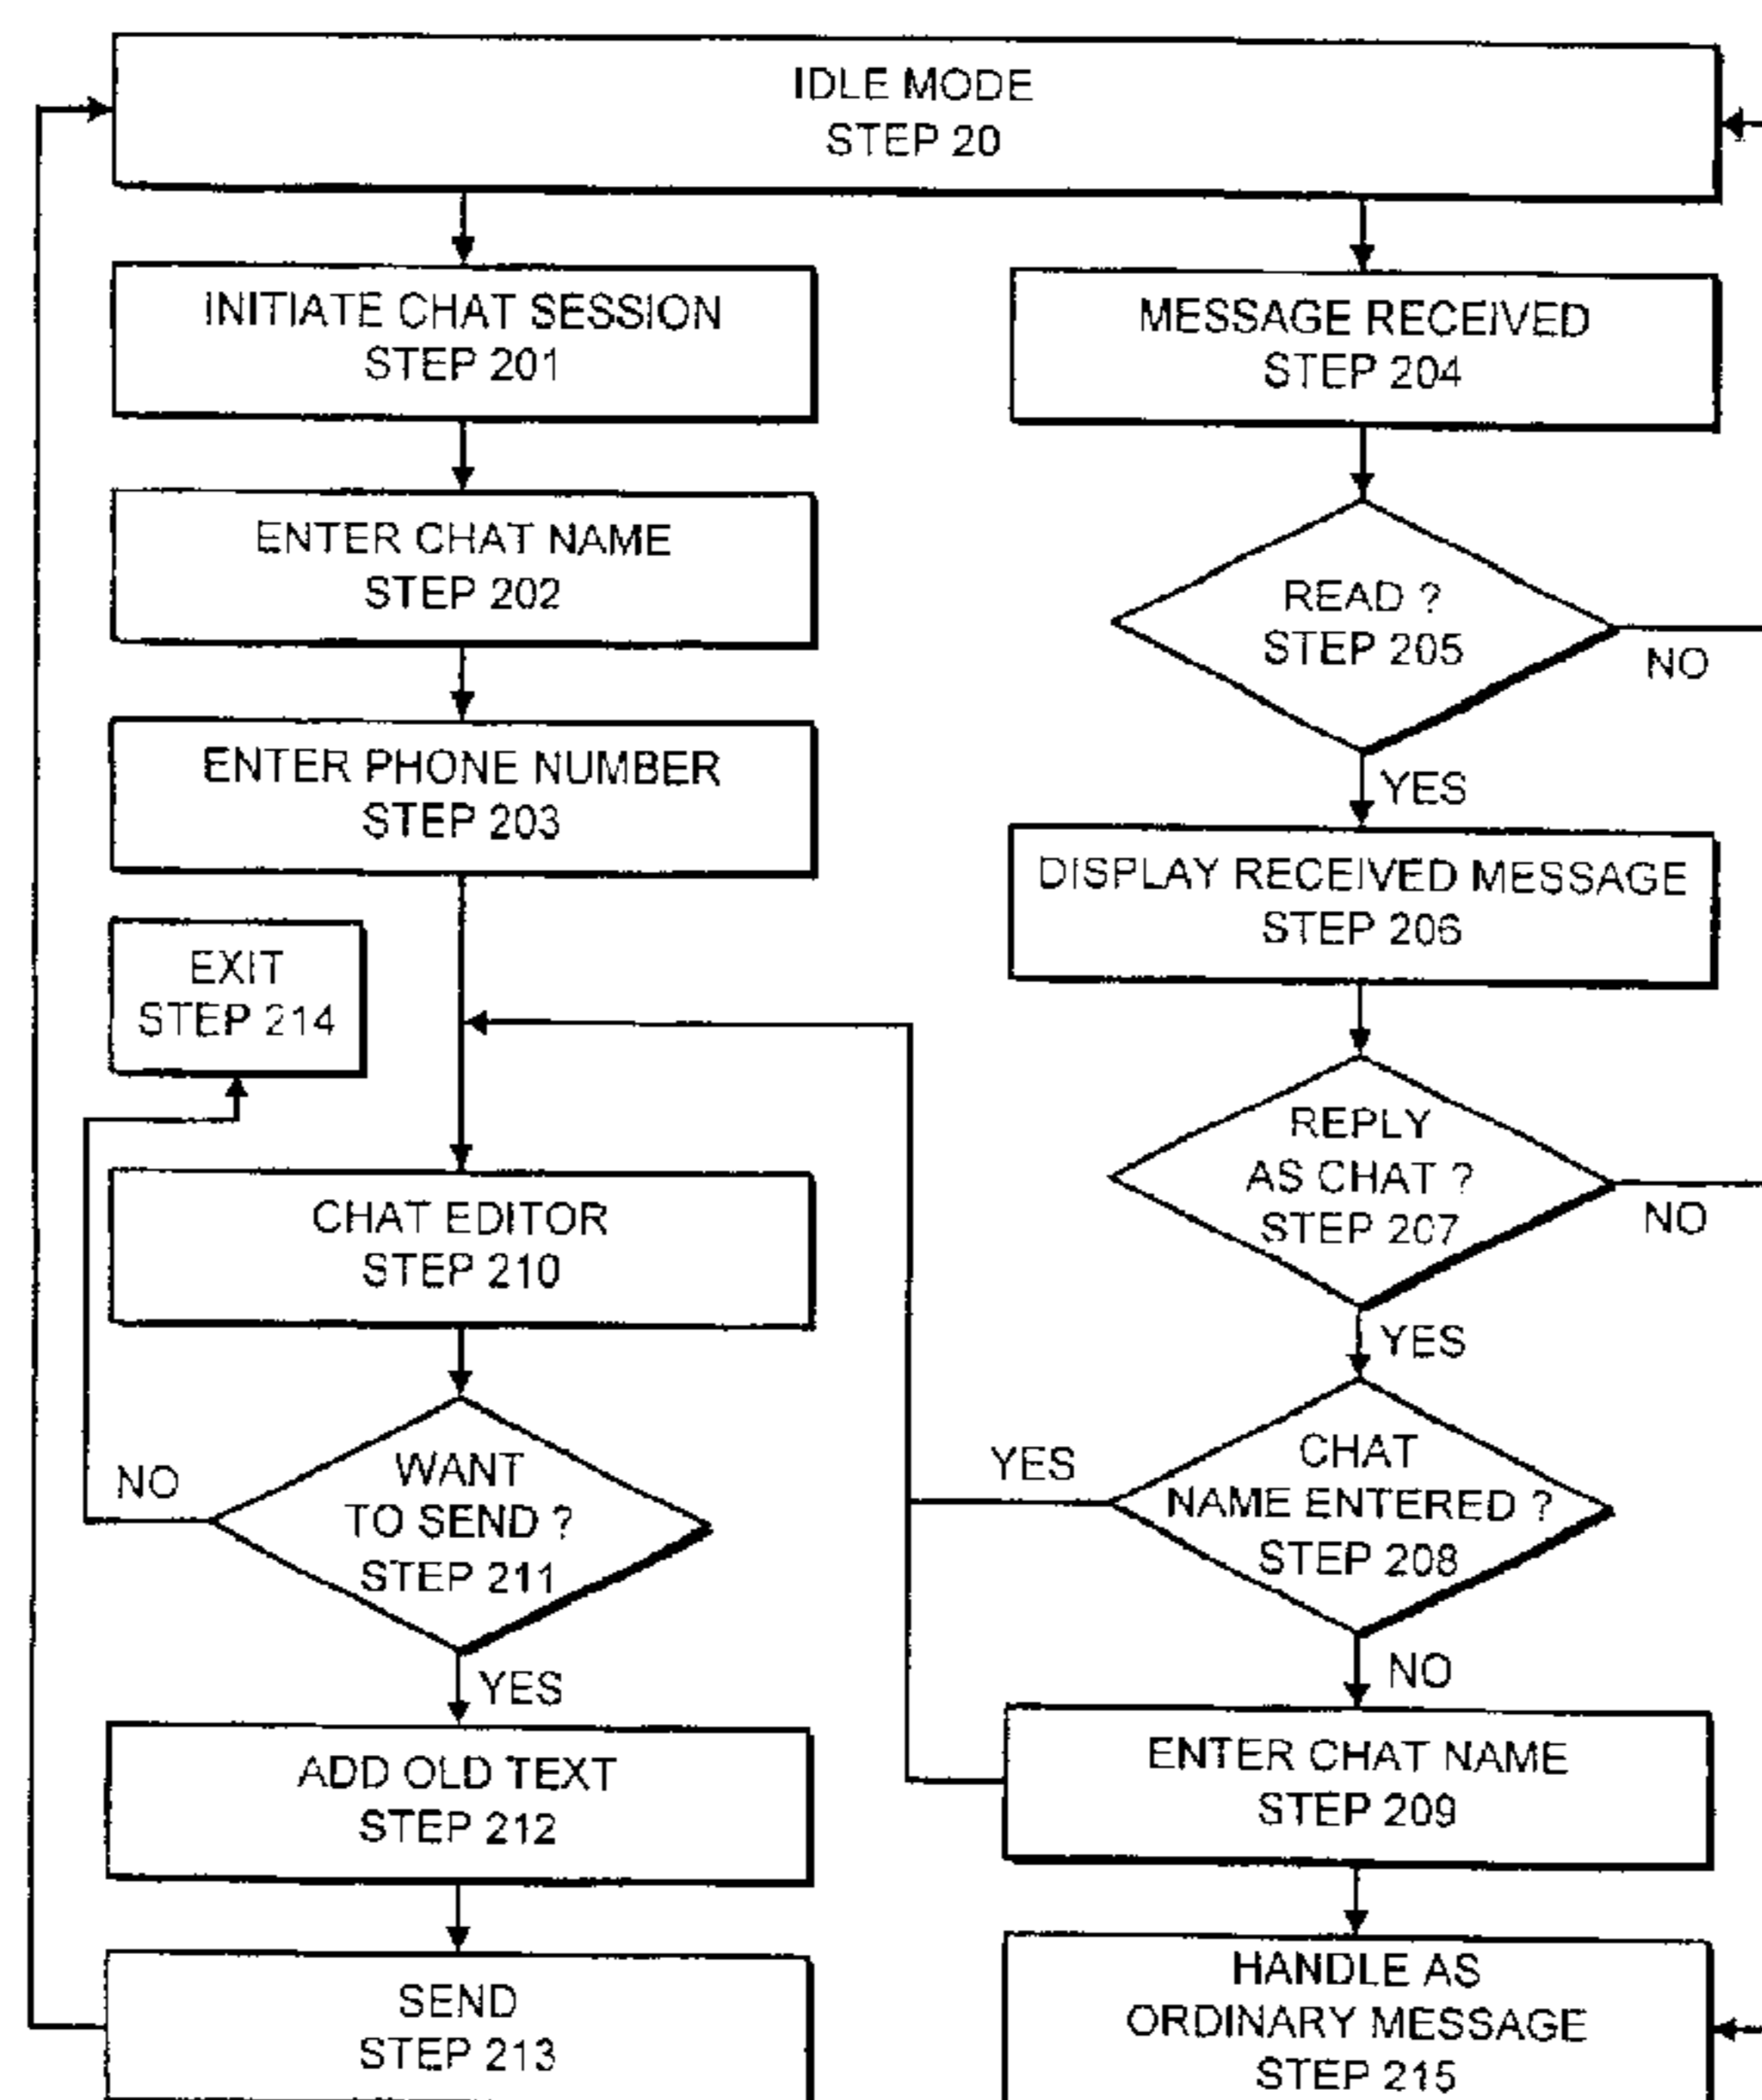 IDLE MODE
STEP 20
INITIATE CHAT SESSION
STEP 201
ENTER CHAT NAME
STEP 202
ENTER PHONE NUMBER
STEP 203
EXIT
STEP 214
CHAT EDITOR
STEP 210
NO
WANT
TO SEND ?
STEP 211
YES
ADD OLD TEXT
STEP 212
SEND
STEP 213
MESSAGE RECEIVED
STEP 204
READ ?
STEP 205
NO
YES
DISPLAY RECEIVED MESSAGE
STEP 206
REPLY
AS CHAT ?
STEP 207
NO
YES
YES
CHAT
NAME ENTERED ?
STEP 208
NO
ENTER CHAT NAME
STEP 209
HANDLE AS
ORDINARY MESSAGE
STEP 215